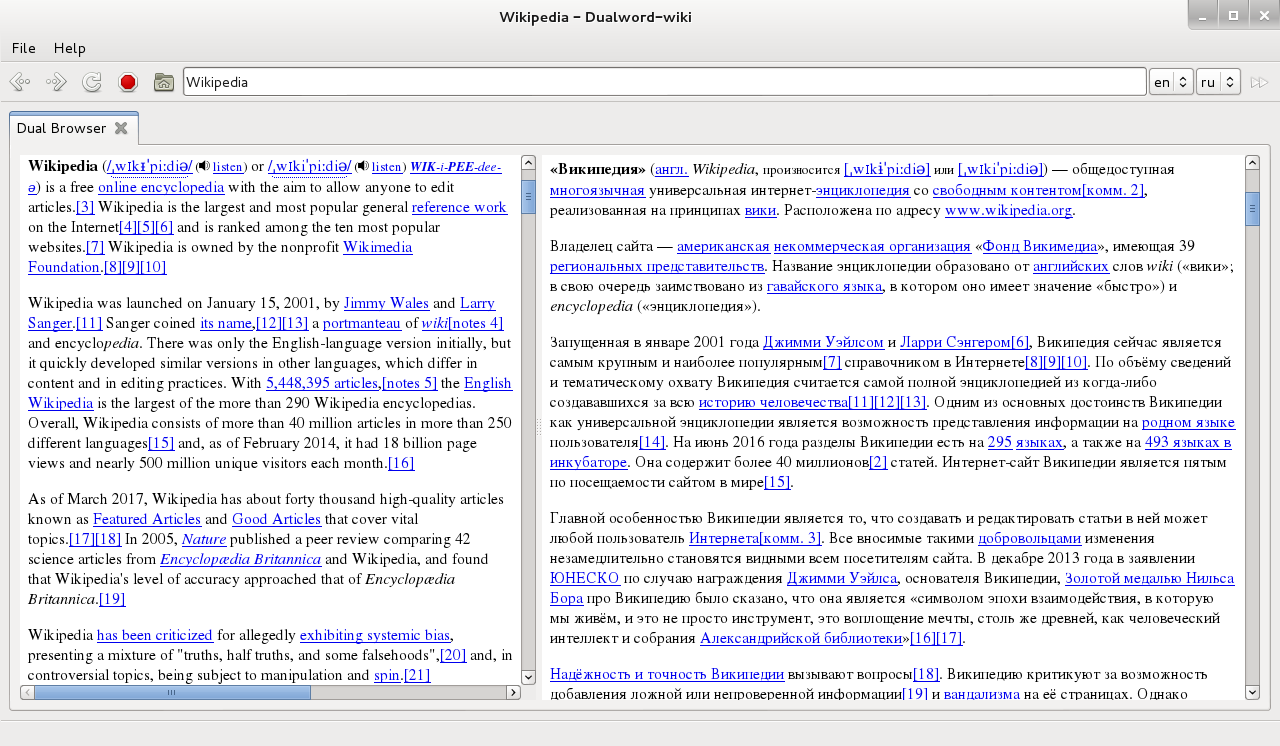 Wikipedia - Dualword-wiki
File Help
Wikipedia en ru
Dual Browser
Wikipedia (/ˌwɪkɪˈpiːdiə/ (listen) or /ˌwɪkiˈpiːdiə/ (listen) WIK-i-PEE-dee-
ə) is a free online encyclopedia with the aim to allow anyone to edit
articles.[3] Wikipedia is the largest and most popular general reference work
on the Internet[4][5][6] and is ranked among the ten most popular
websites.[7] Wikipedia is owned by the nonprofit Wikimedia
Foundation.[8][9][10]
Wikipedia was launched on January 15, 2001, by Jimmy Wales and Larry
Sanger.[11] Sanger coined its name,[12][13] a portmanteau of wiki[notes 4]
and encyclopedia. There was only the English-language version initially, but
it quickly developed similar versions in other languages, which differ in
content and in editing practices. With 5,448,395 articles,[notes 5] the English
Wikipedia is the largest of the more than 290 Wikipedia encyclopedias.
Overall, Wikipedia consists of more than 40 million articles in more than 250
different languages[15] and, as of February 2014, it had 18 billion page
views and nearly 500 million unique visitors each month.[16]
As of March 2017, Wikipedia has about forty thousand high-quality articles
known as Featured Articles and Good Articles that cover vital
topics.[17][18] In 2005, Nature published a peer review comparing 42
science articles from Encyclopædia Britannica and Wikipedia, and found
that Wikipedia's level of accuracy approached that of Encyclopædia
Britannica.[19]
Wikipedia has been criticized for allegedly exhibiting systemic bias,
presenting a mixture of "truths, half truths, and some falsehoods",[20] and, in
controversial topics, being subject to manipulation and spin.[21]
«Википедия» (англ. Wikipedia, произносится [ˌwɪkɨˈpiːdiə] или [ˌwɪkiˈpiːdiə]) — общедоступная
многоязычная универсальная интернет-энциклопедия со свободным контентом[комм. 2],
реализованная на принципах вики. Расположена по адресу www.wikipedia.org.
Владелец сайта — американская некоммерческая организация «Фонд Викимедиа», имеющая 39
региональных представительств. Название энциклопедии образовано от английских слов wiki («вики»;
в свою очередь заимствовано из гавайского языка, в котором оно имеет значение «быстро») и
encyclopedia («энциклопедия»).
Запущенная в январе 2001 года Джимми Уэйлсом и Ларри Сэнгером[6], Википедия сейчас является
самым крупным и наиболее популярным[7] справочником в Интернете[8][9][10]. По объёму сведений
и тематическому охвату Википедия считается самой полной энциклопедией из когда-либо
создававшихся за всю историю человечества[11][12][13]. Одним из основных достоинств Википедии
как универсальной энциклопедии является возможность представления информации на родном языке
пользователя[14]. На июнь 2016 года разделы Википедии есть на 295 языках, а также на 493 языках в
инкубаторе. Она содержит более 40 миллионов[2] статей. Интернет-сайт Википедии является пятым
по посещаемости сайтом в мире[15].
Главной особенностью Википедии является то, что создавать и редактировать статьи в ней может
любой пользователь Интернета[комм. 3]. Все вносимые такими добровольцами изменения
незамедлительно становятся видными всем посетителям сайта. В декабре 2013 года в заявлении
ЮНЕСКО по случаю награждения Джимми Уэйлса, основателя Википедии, Золотой медалью Нильса
Бора про Википедию было сказано, что она является «символом эпохи взаимодействия, в которую
мы живём, и это не просто инструмент, это воплощение мечты, столь же древней, как человеческий
интеллект и собрания Александрийской библиотеки»[16][17].
Надёжность и точность Википедии вызывают вопросы[18]. Википедию критикуют за возможность
добавления ложной или непроверенной информации[19] и вандализма на её страницах. Однако